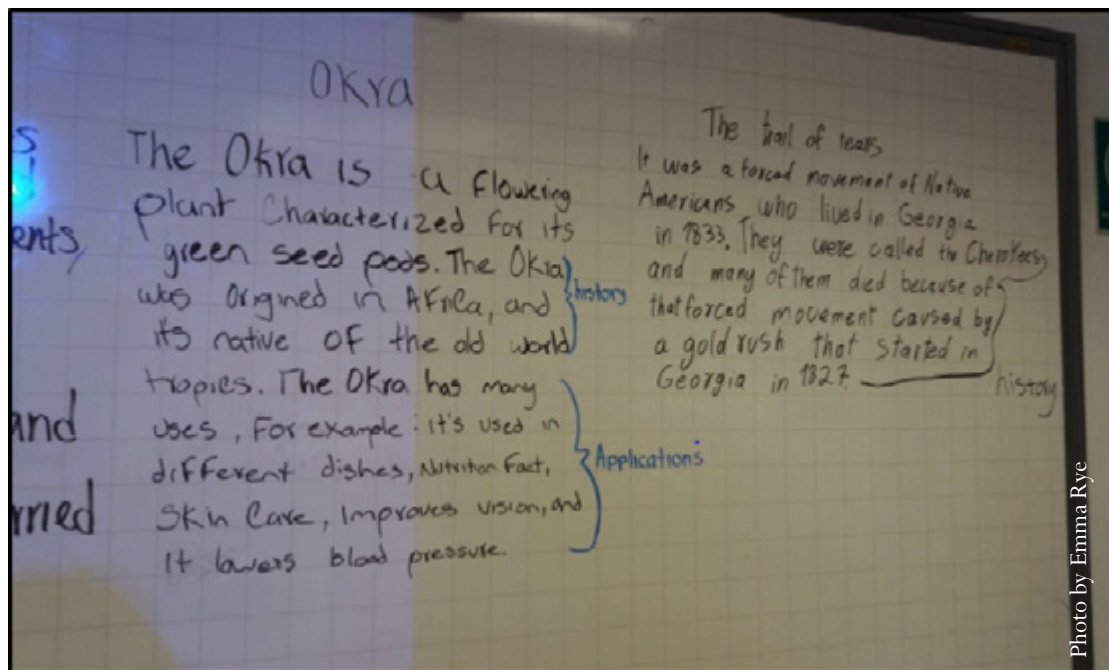 Okra
The Okra is a flowering
plant Characterized for its
green seed pods. The Okra
was Origined in Africa, and
its native of the old world
tropics. The Okra has many
uses, For example: it's used in
different dishes, Nutrition Fact,
Skin Care, Improves vision, and
It lowers blood pressure.
history
Applications
The trail of tears
It was a forced movement of Native
Americans who lived in Georgia
in 1833. They were called the Cherokees
and many of them died because of
that forced movement caused by
a gold rush that started in
Georgia in 1827.
history
s
ents,
and
rned
Photo by Emma Rye